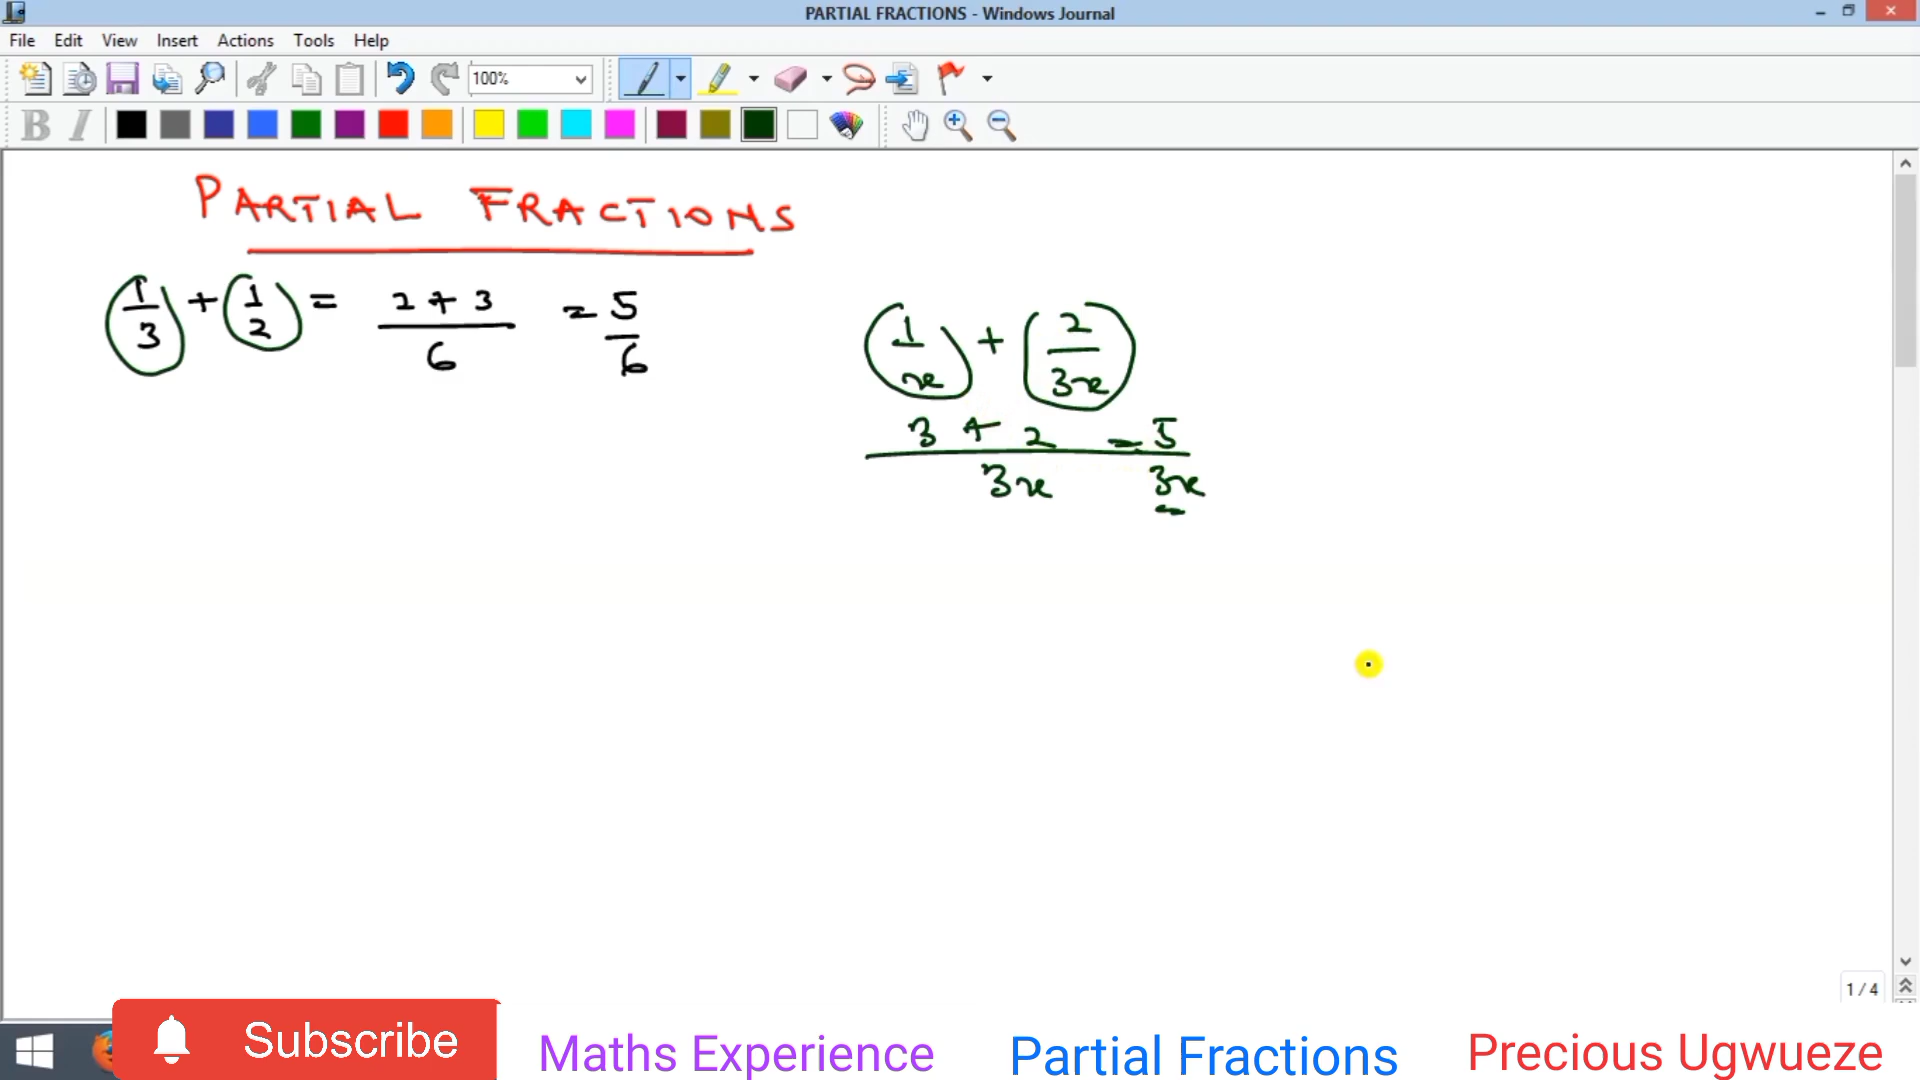 PARTIAL FRACTIONS - Windows Journal
File Edit View Insert Actions Tools Help
100%
B I
PARTIAL FRACTIONS
1/3 + 1/2 = (2 + 3)/6 = 5/6
1/x + 2/3x
(3 + 2)/3x = 5/3x
1 / 4
Subscribe
Maths Experience
Partial Fractions
Precious Ugwueze